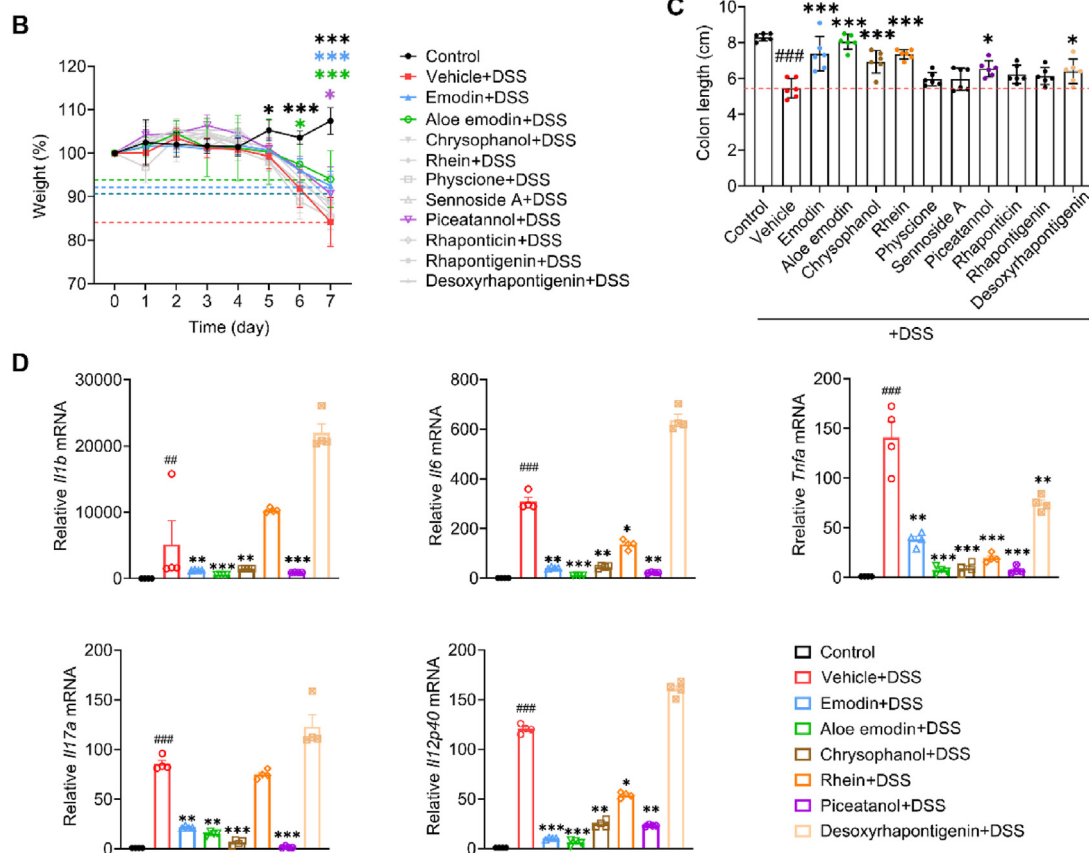 B
Weight (%)
120
110
100
90
80
70
0 1 2 3 4 5 6 7
Time (day)
***
***
***
*
* ***
*
Control
Vehicle+DSS
Emodin+DSS
Aloe emodin+DSS
Chrysophanol+DSS
Rhein+DSS
Physcione+DSS
Sennoside A+DSS
Piceatannol+DSS
Rhaponticin+DSS
Rhapontigenin+DSS
Desoxyrhapontigenin+DSS
C
Colon length (cm)
10
8
6
4
2
0
### *** *** *** *** * *
Control
Vehicle
Emodin
Aloe emodin
Chrysophanol
Rhein
Physcione
Sennoside A
Piceatannol
Rhaponticin
Rhapontigenin
Desoxyrhapontigenin
+DSS
D
Relative Il1b mRNA
30000
20000
10000
0
## ** *** ** ***
Relative Il6 mRNA
800
600
400
200
0
### ** *** ** * **
Rrelative Tnfa mRNA
200
150
100
50
0
### ** *** *** *** *** **
Relative Il17a mRNA
200
150
100
50
0
### ** ** *** ***
Relative Il12p40 mRNA
200
150
100
50
0
### *** *** ** * **
Control
Vehicle+DSS
Emodin+DSS
Aloe emodin+DSS
Chrysophanol+DSS
Rhein+DSS
Piceatanol+DSS
Desoxyrhapontigenin+DSS